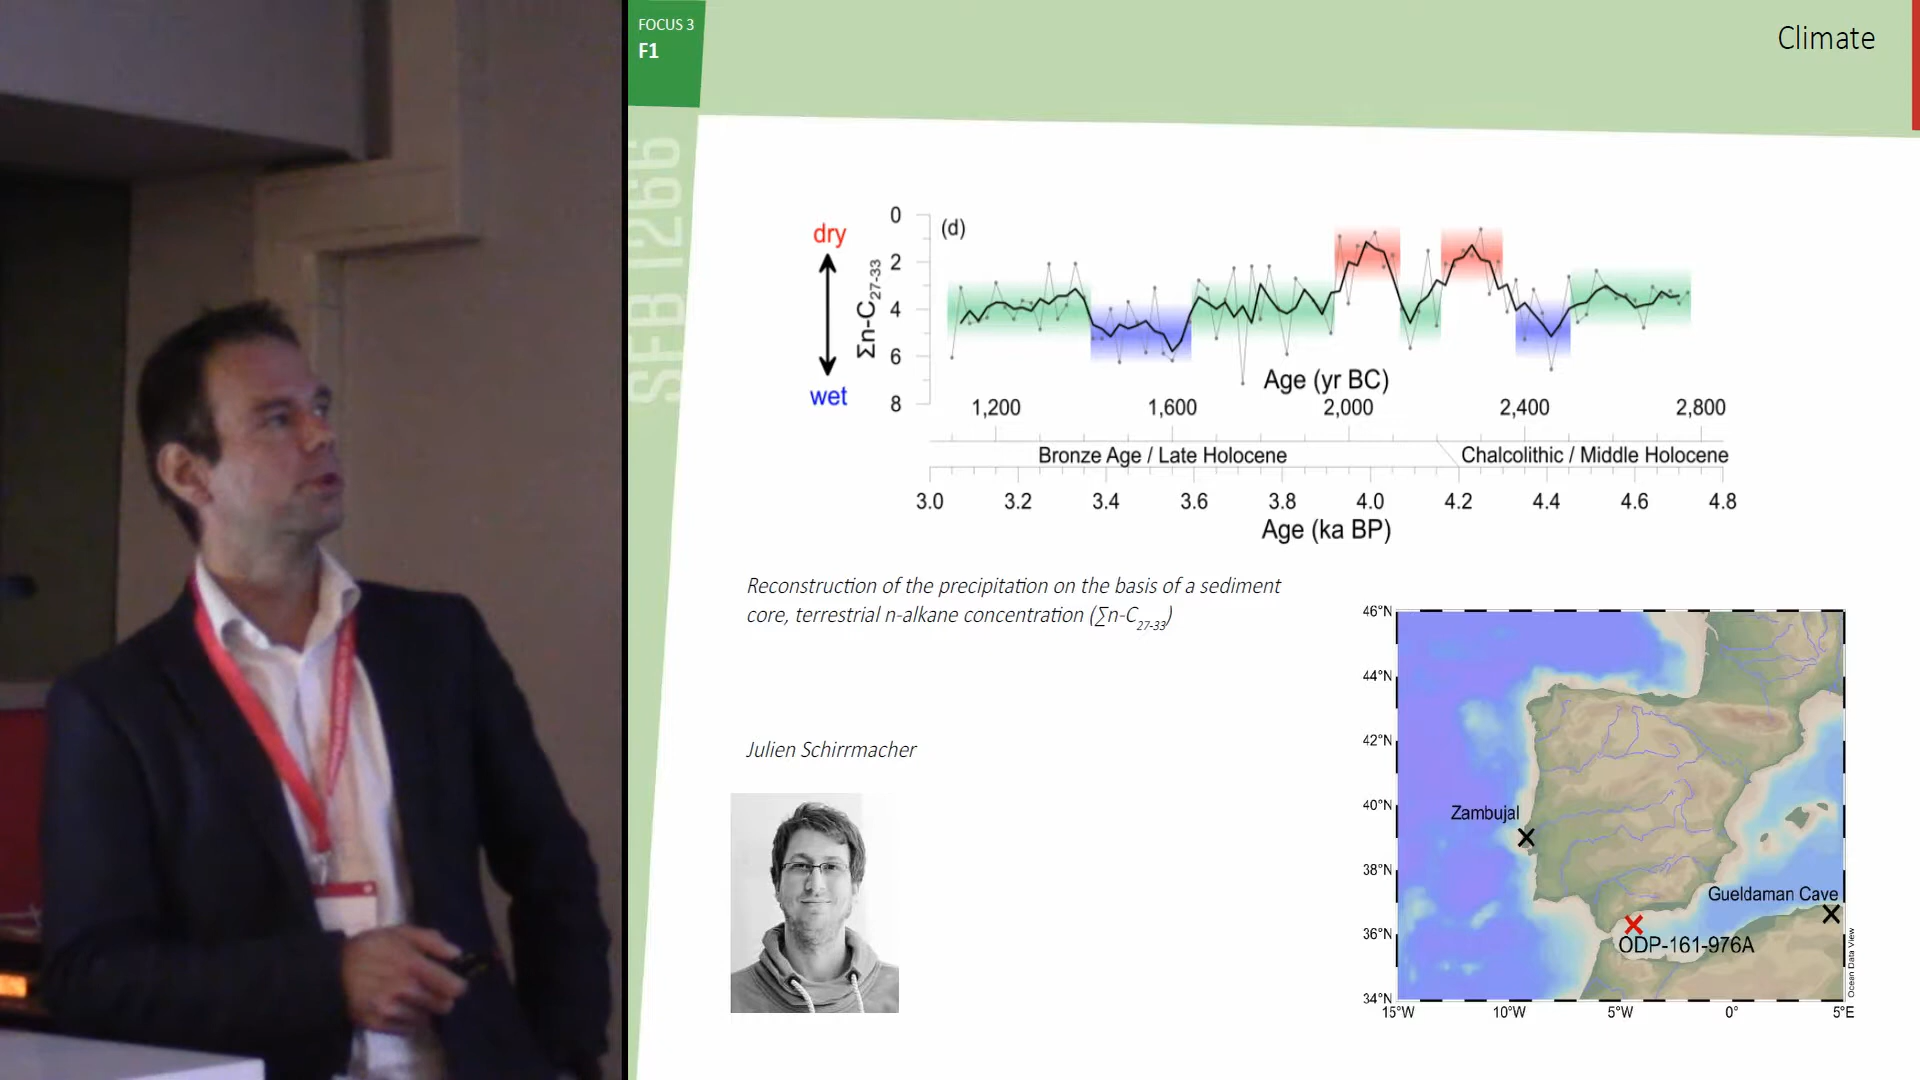 FOCUS 3
F1
Climate
SFB 1266
(d)
dry
wet
Σn-C27-33
0
2
4
6
8
Age (yr BC)
1,200 1,600 2,000 2,400 2,800
Bronze Age / Late Holocene Chalcolithic / Middle Holocene
3.0 3.2 3.4 3.6 3.8 4.0 4.2 4.4 4.6 4.8
Age (ka BP)
Reconstruction of the precipitation on the basis of a sediment
core, terrestrial n-alkane concentration (∑n-C27-33)
Julien Schirrmacher
46°N
44°N
42°N
40°N
38°N
36°N
34°N
Zambujal
Gueldaman Cave
ODP-161-976A
Ocean Data View
15°W 10°W 5°W 0° 5°E